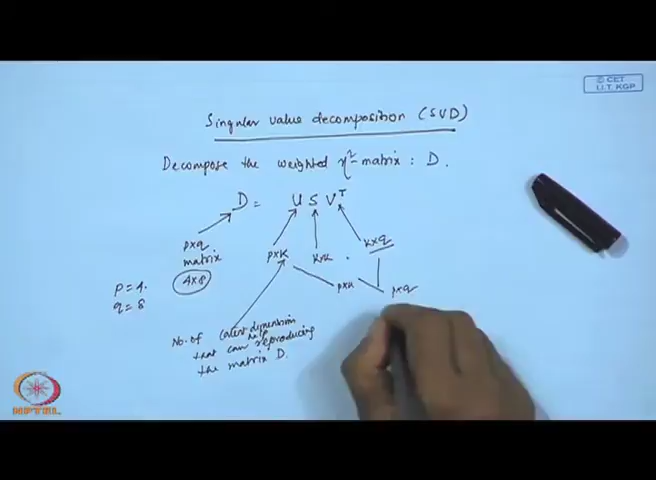 © CET
I.I.T. KGP
Singular value decomposition (SVD)
Decompose the weighted χ²-matrix : D.
D = U S Vᵀ
p×q
matrix
4×8
p×k
k×k
k×q
p = 4.
q = 8
p×k
p×q
No. of latent dimension
that can help reproducing
the matrix D.
NPTEL